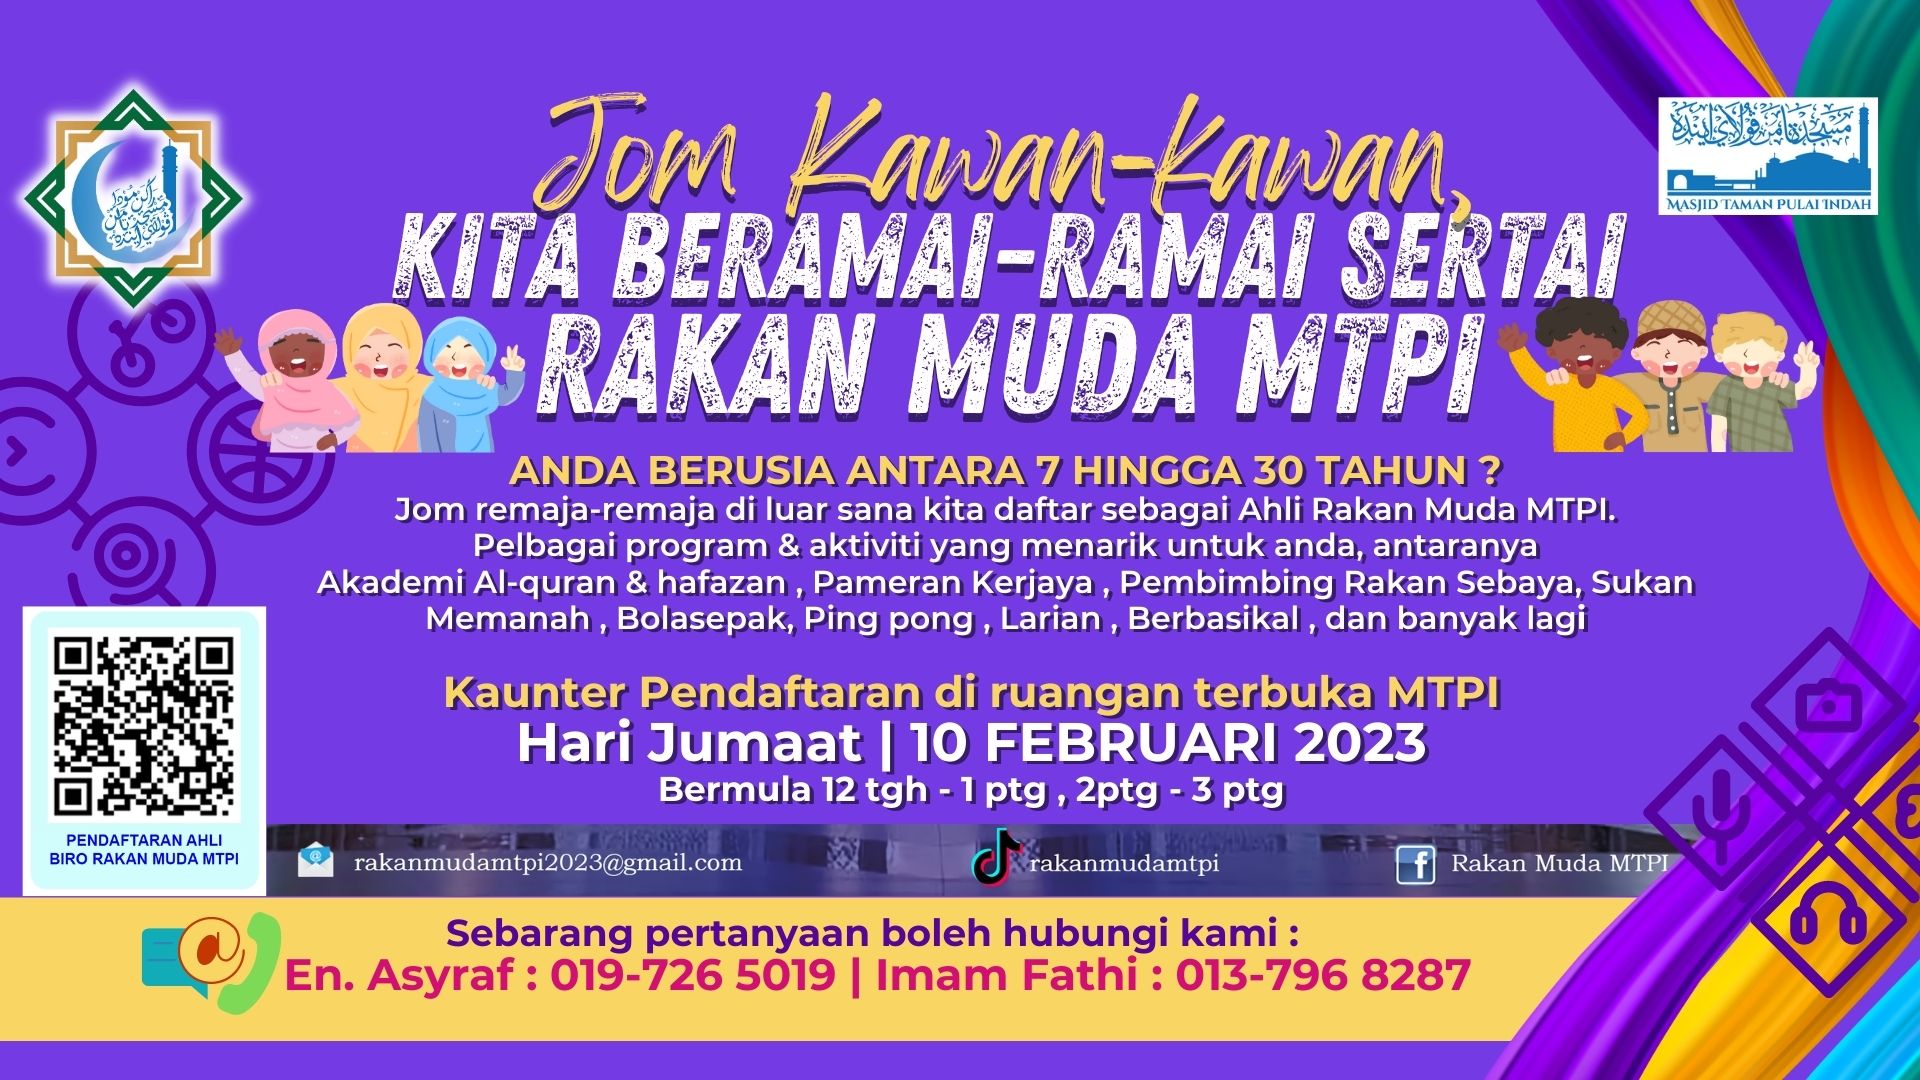 Jom Kawan-Kawan,
KITA BERAMAI-RAMAI SERTAI
RAKAN MUDA MTPI
مسجد تامن ڤولاي اينده
MASJID TAMAN PULAI INDAH
ANDA BERUSIA ANTARA 7 HINGGA 30 TAHUN ?
Jom remaja-remaja di luar sana kita daftar sebagai Ahli Rakan Muda MTPI.
Pelbagai program & aktiviti yang menarik untuk anda, antaranya
Akademi Al-quran & hafazan , Pameran Kerjaya , Pembimbing Rakan Sebaya, Sukan
Memanah , Bolasepak, Ping pong , Larian , Berbasikal , dan banyak lagi
Kaunter Pendaftaran di ruangan terbuka MTPI
Hari Jumaat | 10 FEBRUARI 2023
Bermula 12 tgh - 1 ptg , 2ptg - 3 ptg
PENDAFTARAN AHLI
BIRO RAKAN MUDA MTPI
rakanmudamtpi2023@gmail.com
rakanmudamtpi
Rakan Muda MTPI
Sebarang pertanyaan boleh hubungi kami :
En. Asyraf : 019-726 5019 | Imam Fathi : 013-796 8287